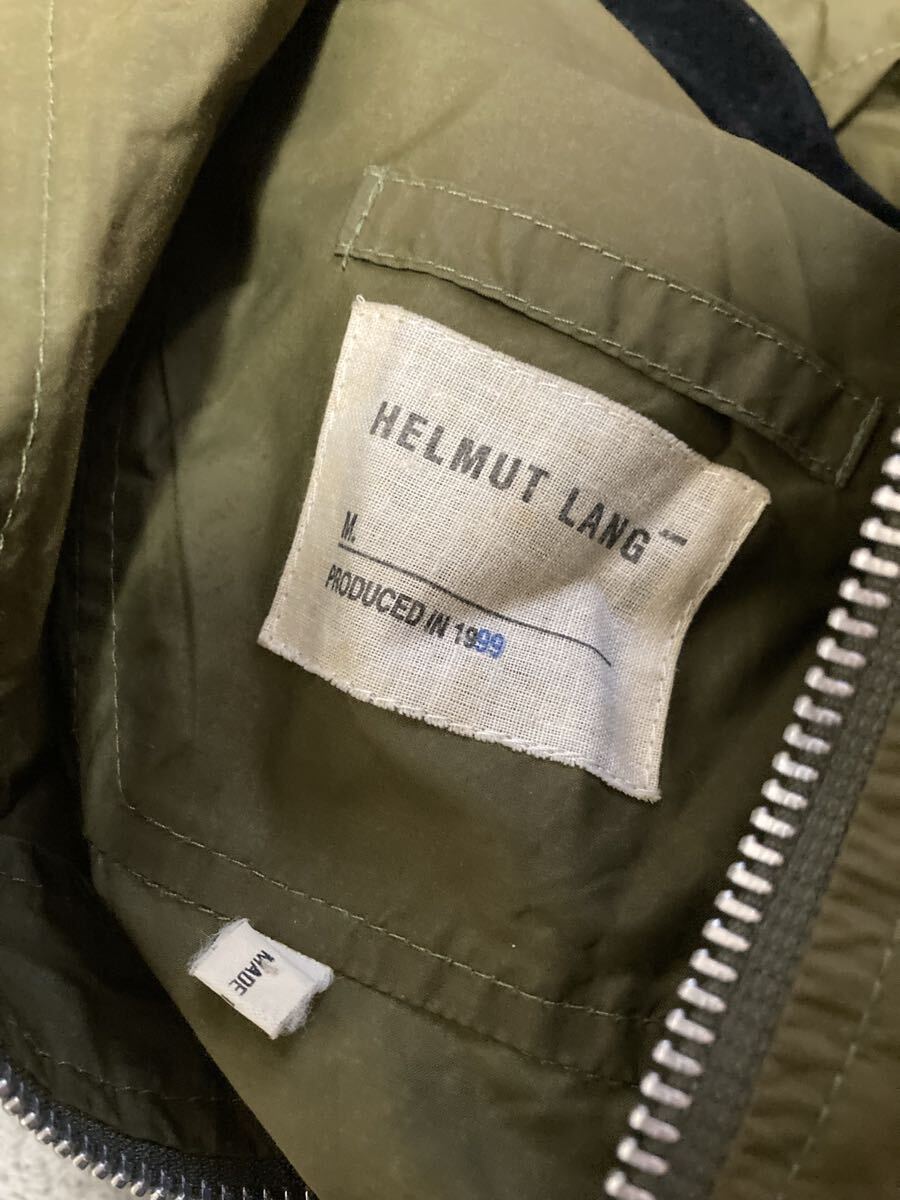 HELMUT LANG
M.
PRODUCED IN 1999
MADE